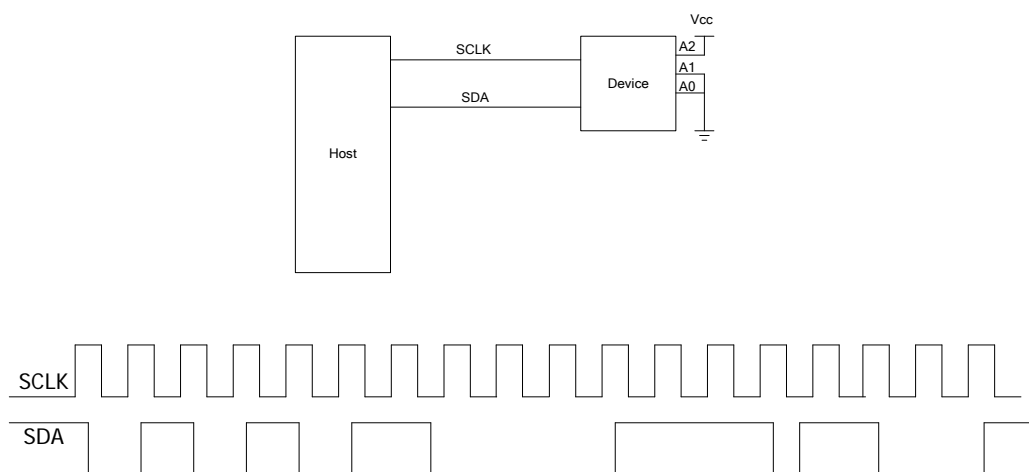 Vcc
SCLK
A2
A1
Device
A0
SDA
Host
SCLK
SDA